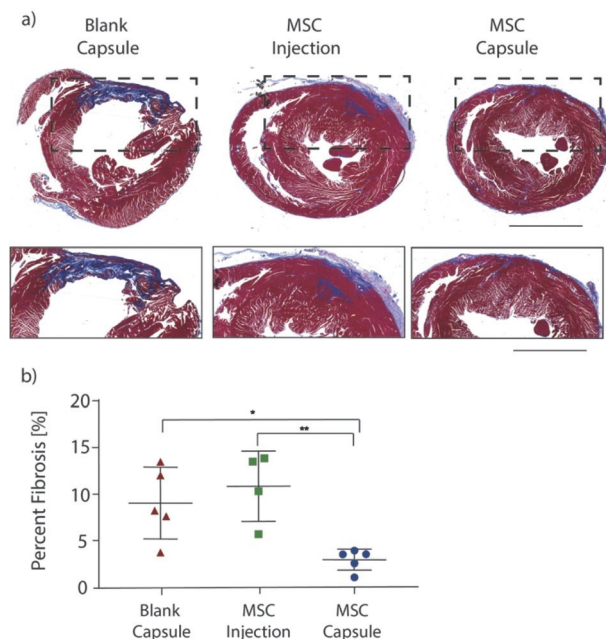 a)
Blank
Capsule
MSC
Injection
MSC
Capsule
b)
Percent Fibrosis [%]
20
15
10
5
0
*
**
Blank
Capsule
MSC
Injection
MSC
Capsule